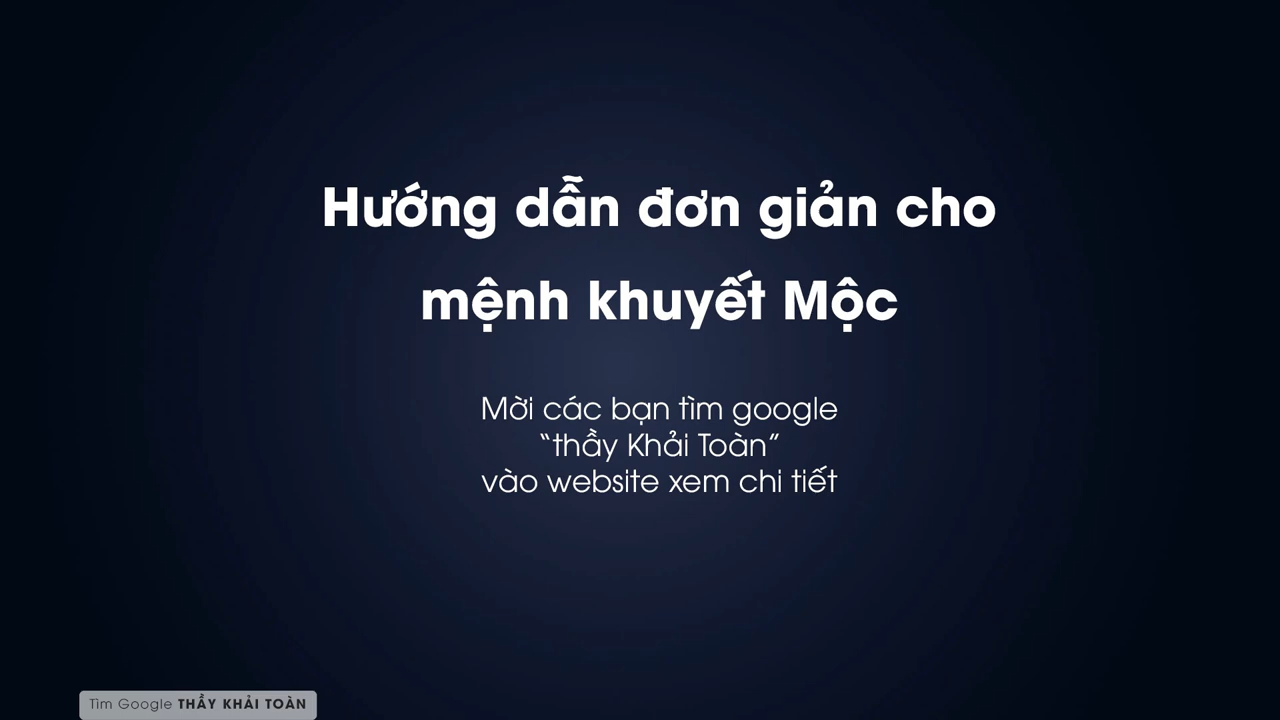 Hướng dẫn đơn giản cho
mệnh khuyết Mộc
Mời các bạn tìm google
“thầy Khải Toàn”
vào website xem chi tiết
Tìm Google THẦY KHẢI TOÀN